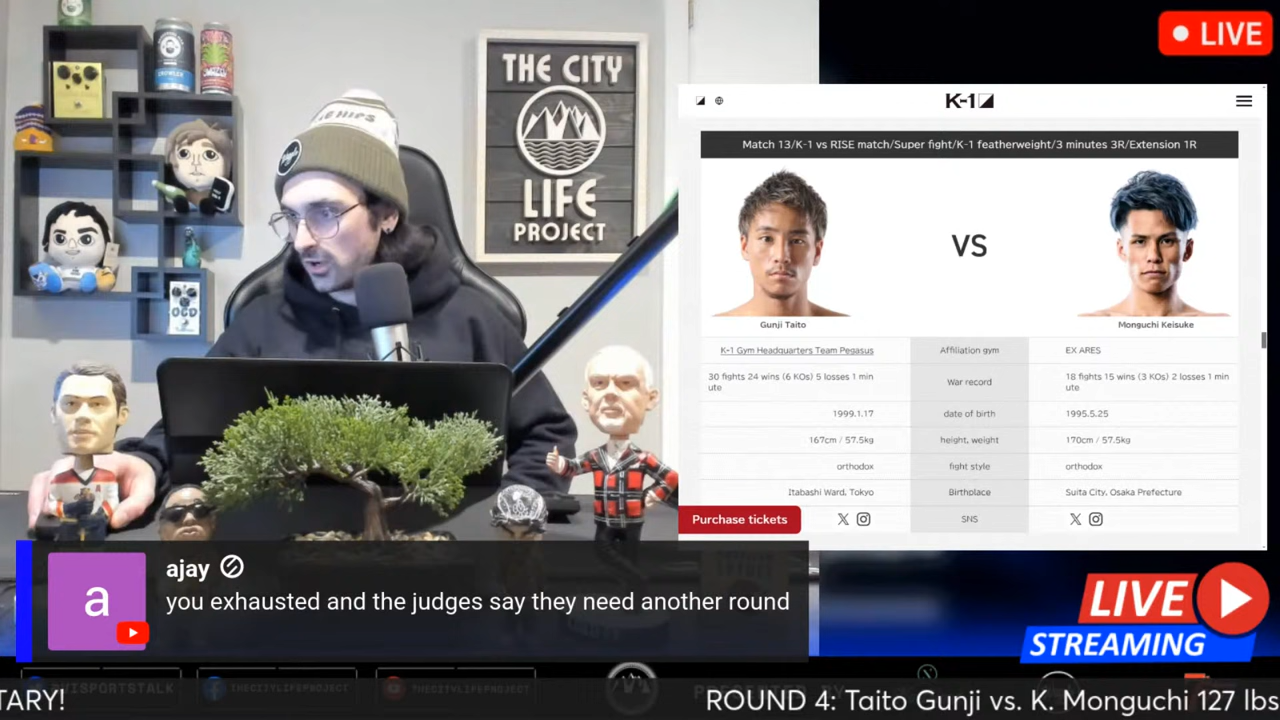 LIVE
THE CITY
LIFE
PROJECT
THE HIPS
OCD
K-1
Match 13/K-1 vs RISE match/Super fight/K-1 featherweight/3 minutes 3R/Extension 1R
VS
Gunji Taito
Monguchi Keisuke
K-1 Gym Headquarters Team Pegasus
Affiliation gym
EX ARES
30 fights 24 wins (6 KOs) 5 losses 1 min
ute
War record
18 fights 15 wins (3 KOs) 2 losses 1 min
ute
1999.1.17
date of birth
1995.5.25
167cm / 57.5kg
height, weight
170cm / 57.5kg
orthodox
fight style
orthodox
Itabashi Ward, Tokyo
Birthplace
Suita City, Osaka Prefecture
Purchase tickets
SNS
ajay
a
you exhausted and the judges say they need another round
LIVE
STREAMING
THECITYLIFEPROJECT
THECITYLIFEPROJECT
TARY!
ROUND 4: Taito Gunji vs. K. Monguchi 127 lbs